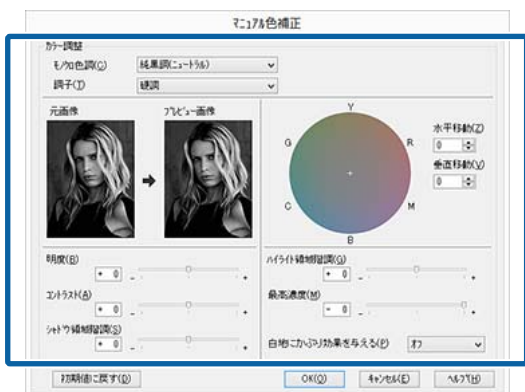 マニュアル色補正
カラー調整
モノクロ色調(C) 純黒調(ニュートラル)
調子(T) 硬調
元画像 プレビュー画像
Y
G R
C M
B
水平移動(Z)
0
垂直移動(V)
0
明度(B)
+ 0 - +
コントラスト(A)
+ 0 - +
シャドウ領域階調(S)
+ 0 - +
ハイライト領域階調(G)
+ 0 - +
最高濃度(M)
- 0 - +
白地にかぶり効果を与える(P) オフ
初期値に戻す(D) OK(O) キャンセル(E) ヘルプ(H)